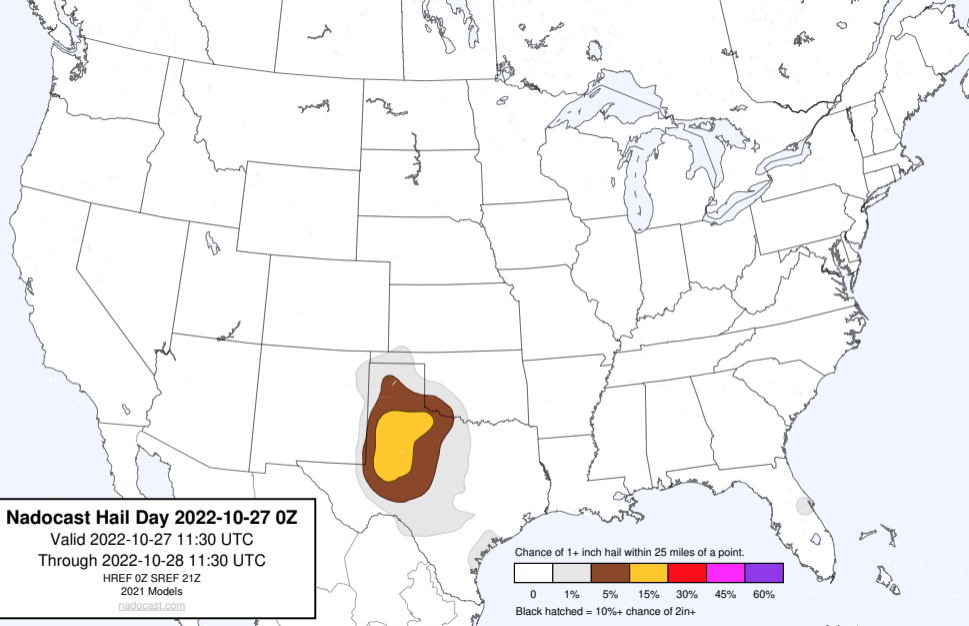 Nadocast Hail Day 2022-10-27 0Z
Valid 2022-10-27 11:30 UTC
Through 2022-10-28 11:30 UTC
HREF 0Z SREF 21Z
2021 Models
nadocast.com
Chance of 1+ inch hail within 25 miles of a point.
0 1% 5% 15% 30% 45% 60%
Black hatched = 10%+ chance of 2in+